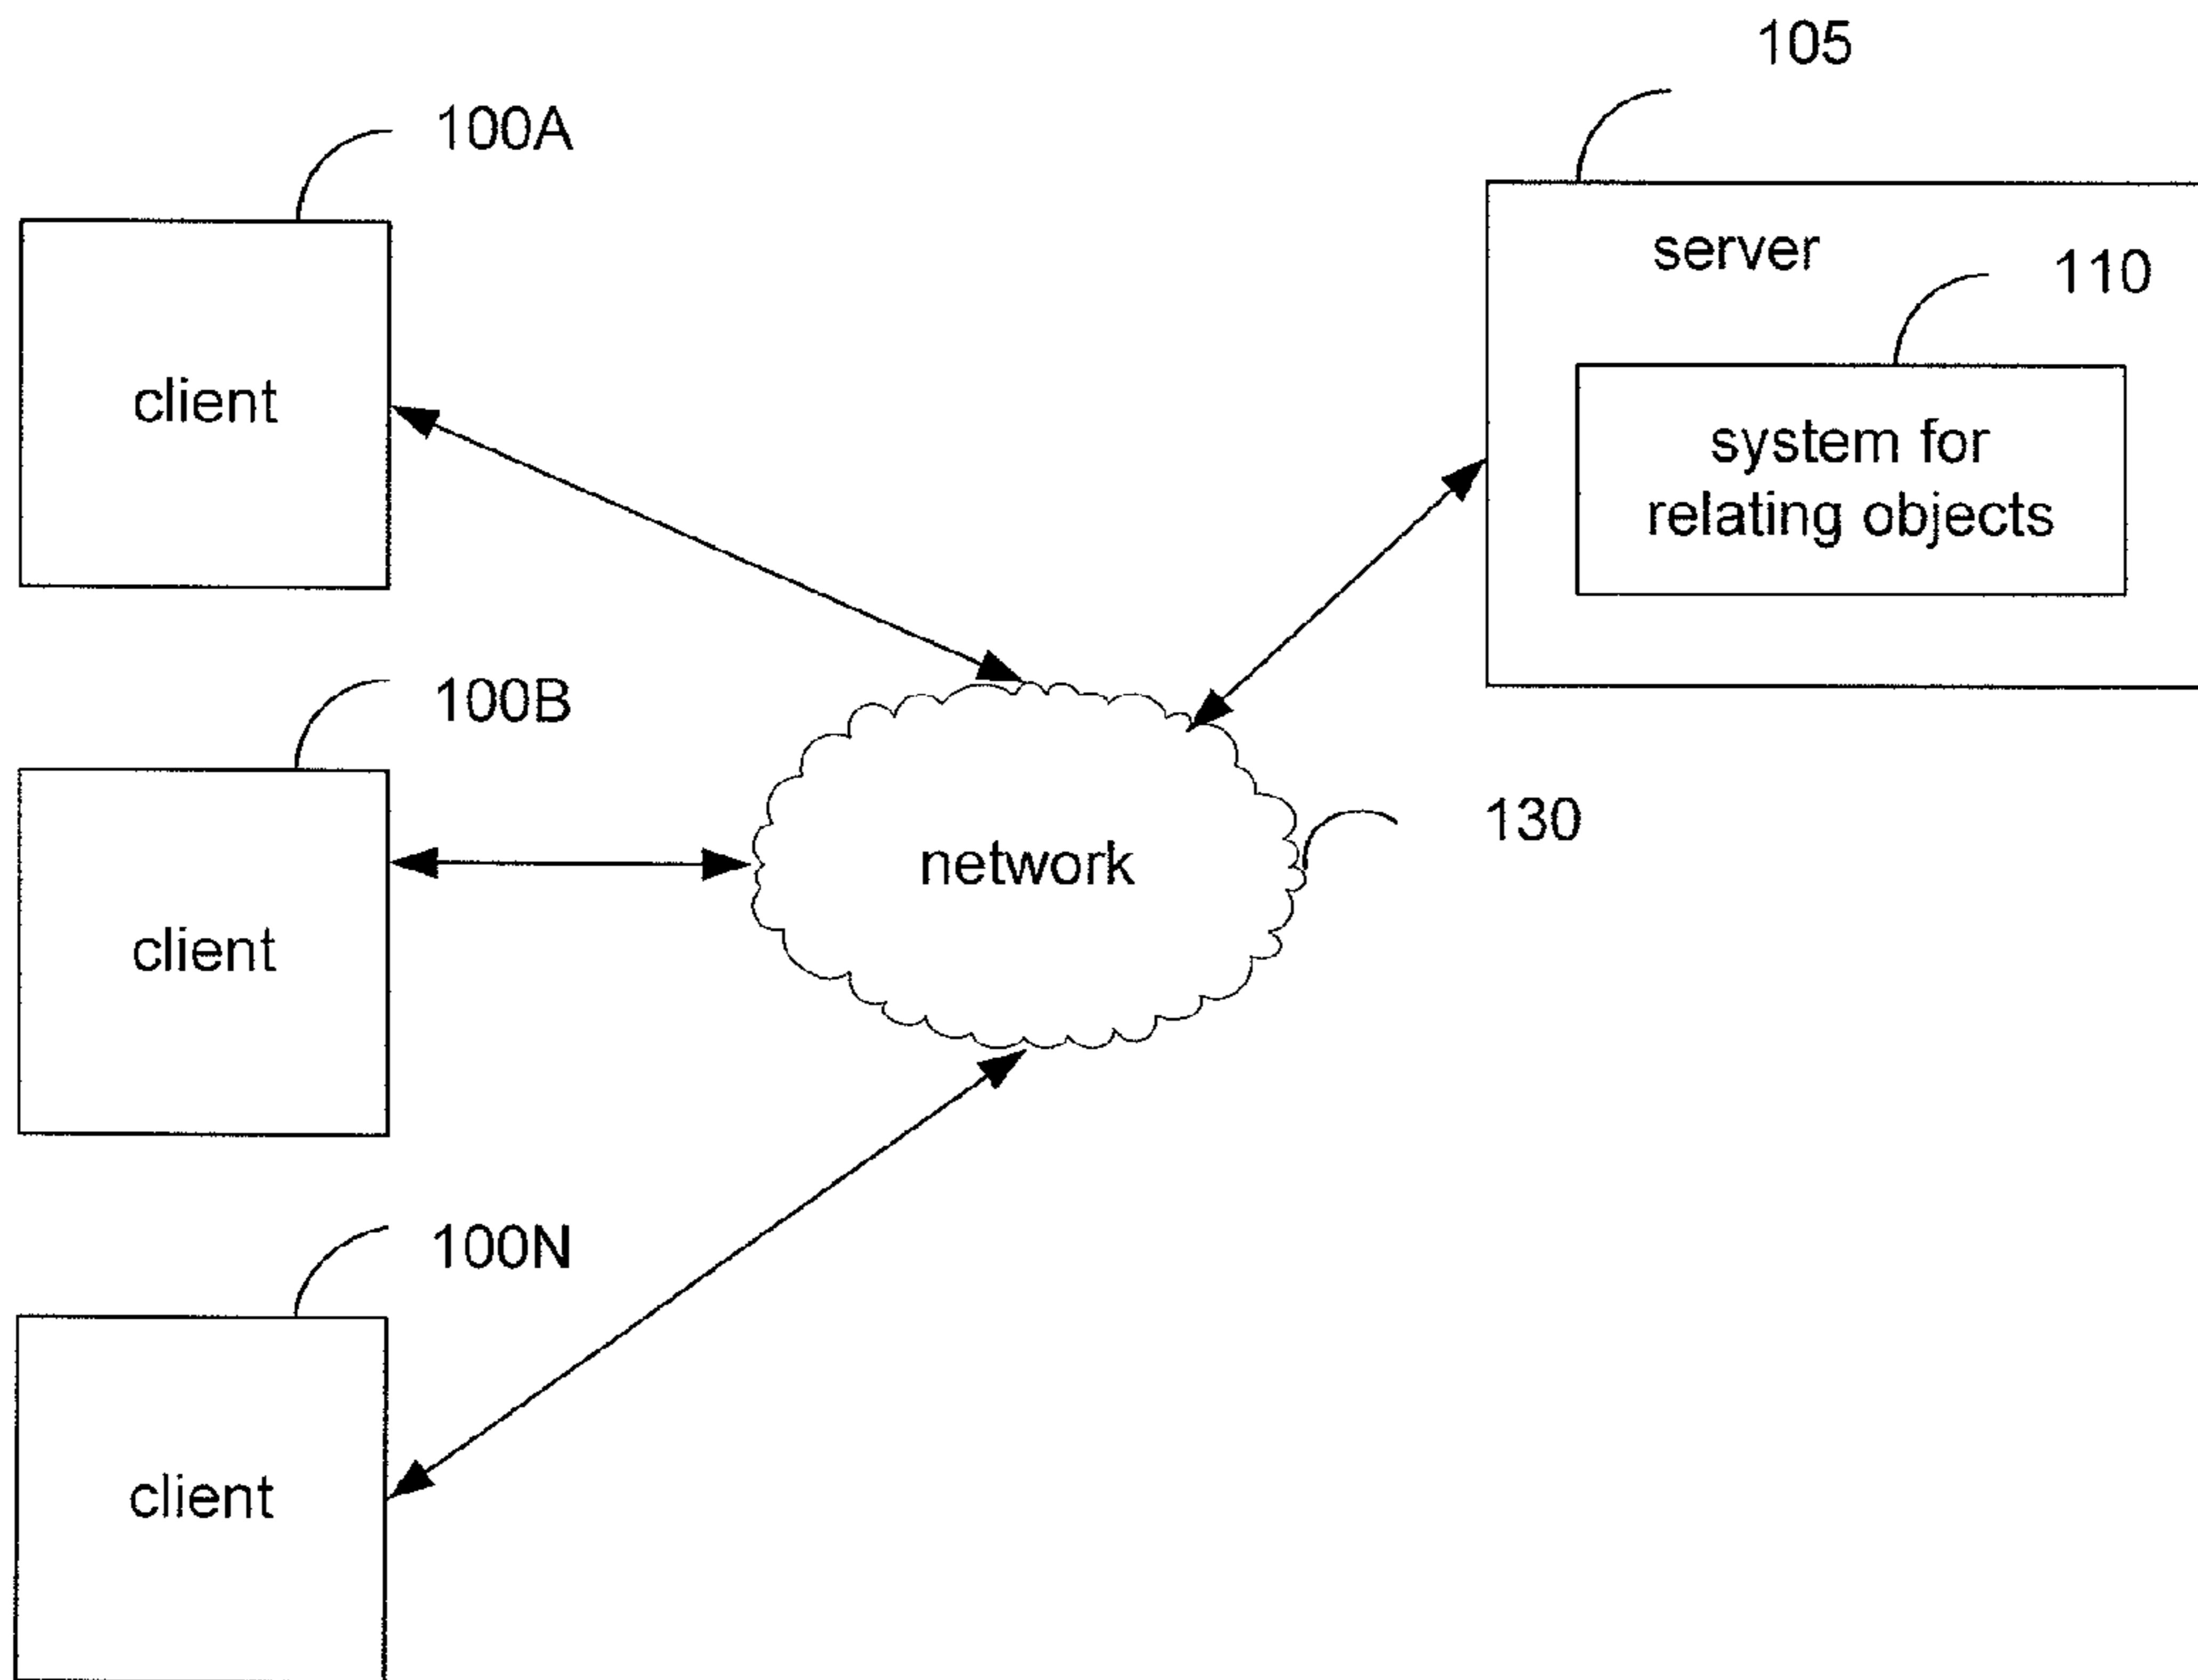 105
100A
server
110
client
system for
relating objects
100B
130
network
client
100N
client